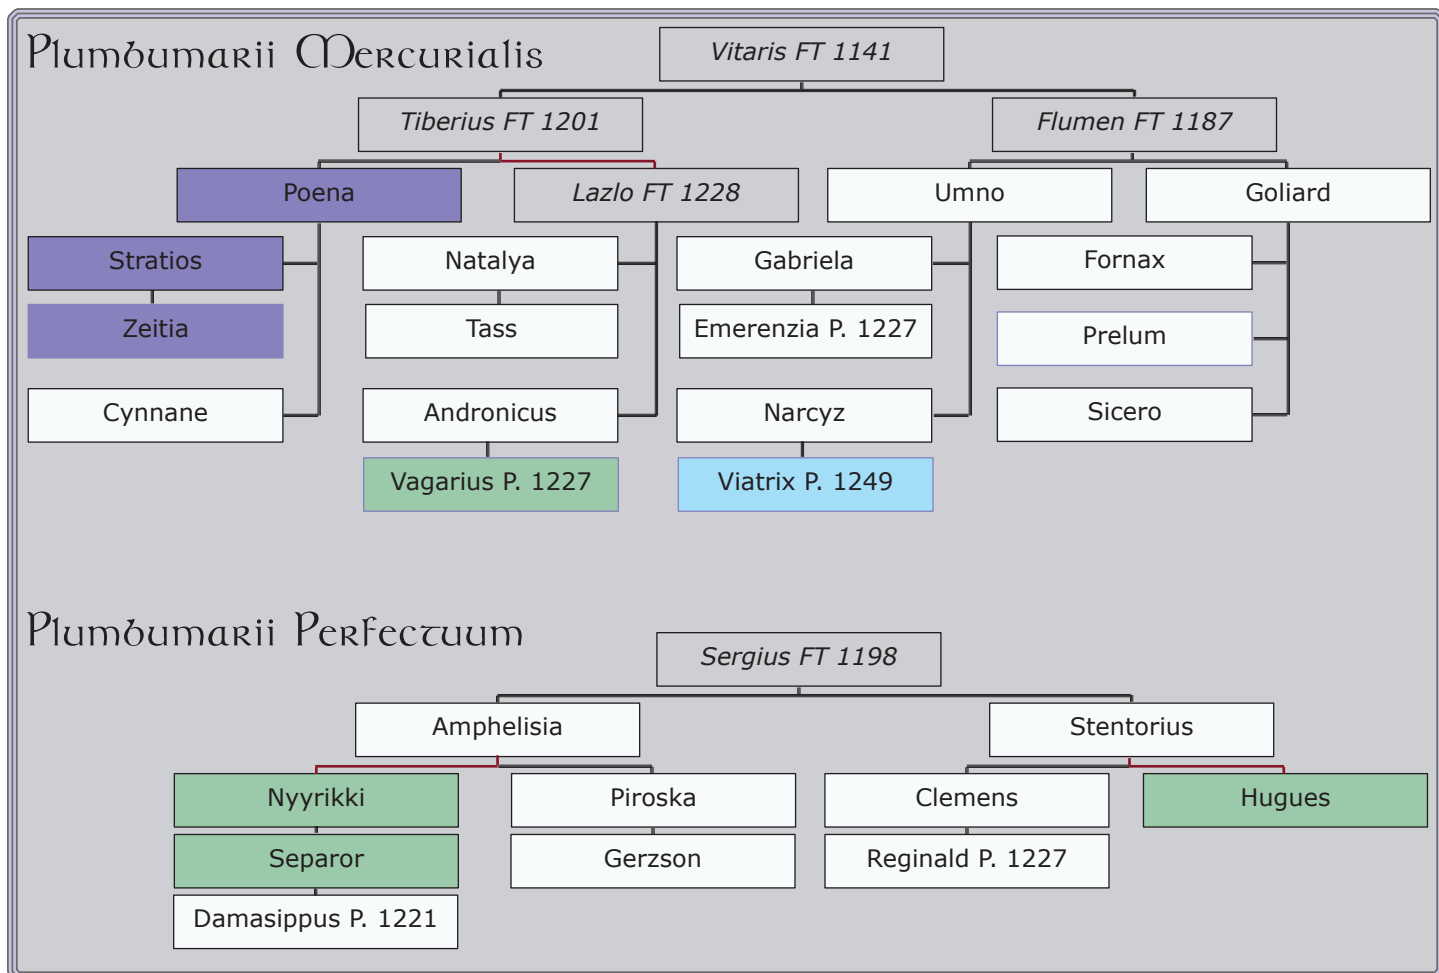 Plumbumarii Mercurialis
Vitaris FT 1141
Tiberius FT 1201
Flumen FT 1187
Poena
Lazlo FT 1228
Umno
Goliard
Stratios
Natalya
Gabriela
Fornax
Zeitia
Tass
Emerenzia P. 1227
Prelum
Cynnane
Andronicus
Narcyz
Sicero
Vagarius P. 1227
Viatrix P. 1249
Plumbumarii Perfectuum
Sergius FT 1198
Amphelisia
Stentorius
Nyyrikki
Piroska
Clemens
Hugues
Separor
Gerzson
Reginald P. 1227
Damasippus P. 1221